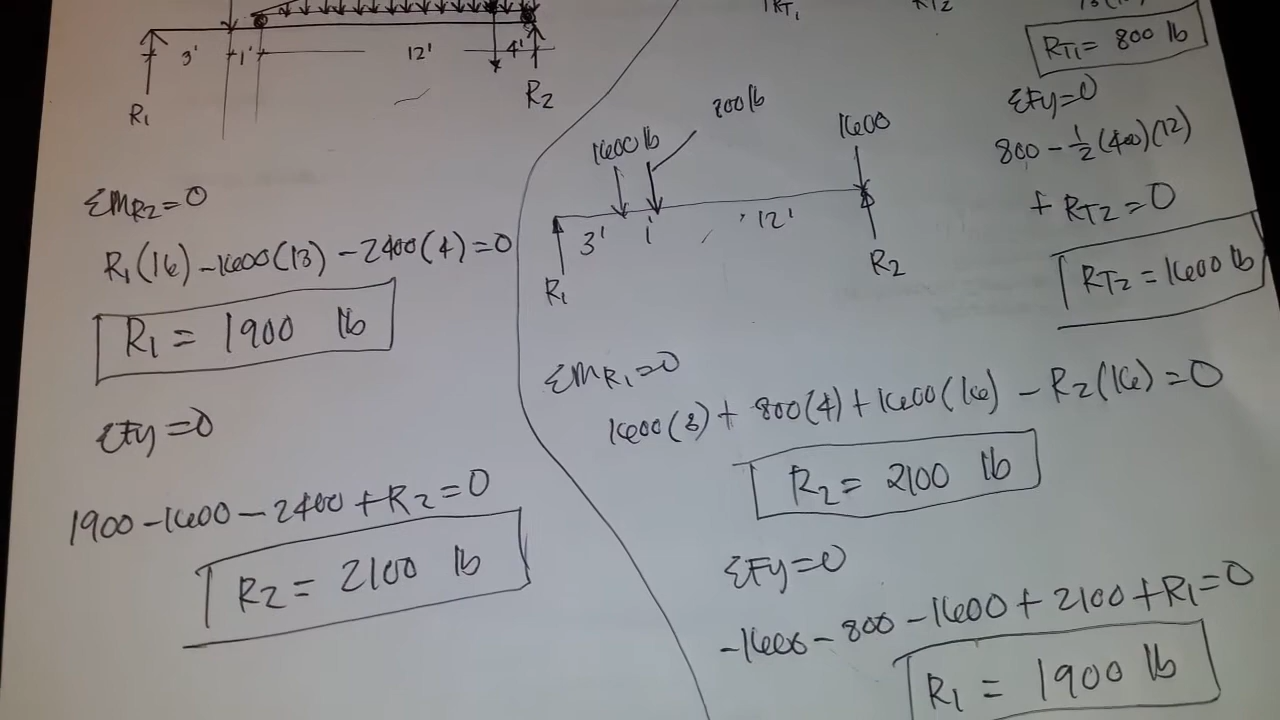 3' 1' 12' 4'
R1 R2
ΣMR2=0
R1(16) -1600(13) -2400(4)=0
R1 = 1900 lb
ΣFy=0
1900 -1600 -2400 +R2=0
R2 = 2100 lb
RT1
RT1= 800 lb
ΣFy=0
800 - 1/2(400)(12)
+ RT2=0
RT2=1600 lb
1600 lb 1600
3' 1' 12'
R1 R2
ΣMR1=0
1600(3) + 800(4) +1600(16) - R2(16) =0
R2 = 2100 lb
ΣFy=0
-1600 - 800 -1600 + 2100 +R1=0
R1 = 1900 lb